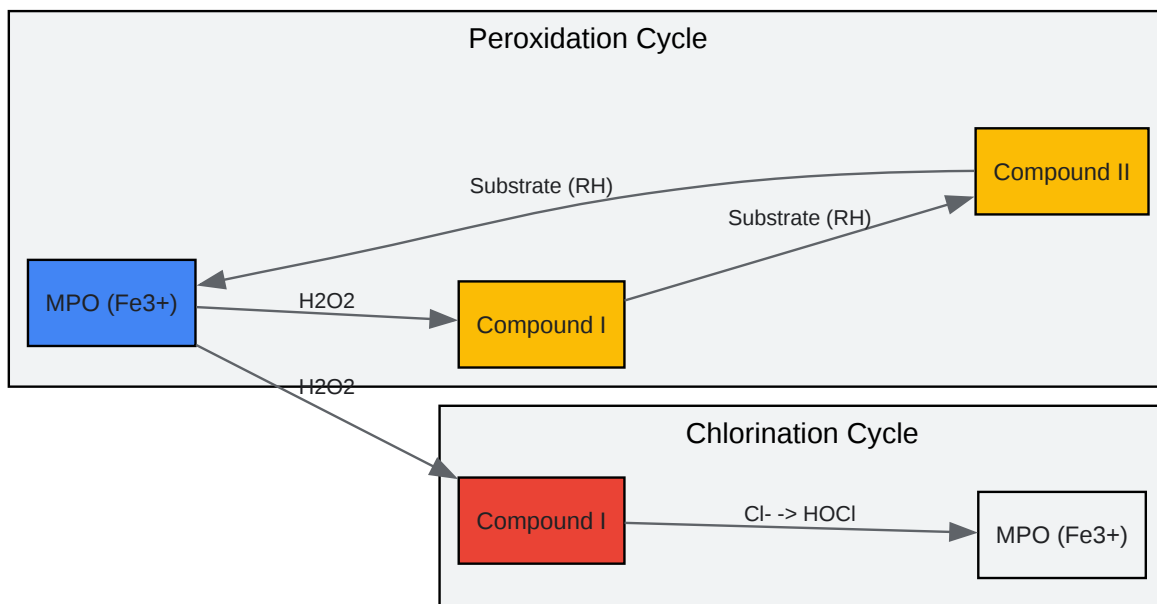 Peroxidation Cycle
Compound II
Substrate (RH)
Substrate (RH)
MPO (Fe3+)
H2O2
Compound I
H2O2
Chlorination Cycle
Compound I
Cl- -> HOCl
MPO (Fe3+)